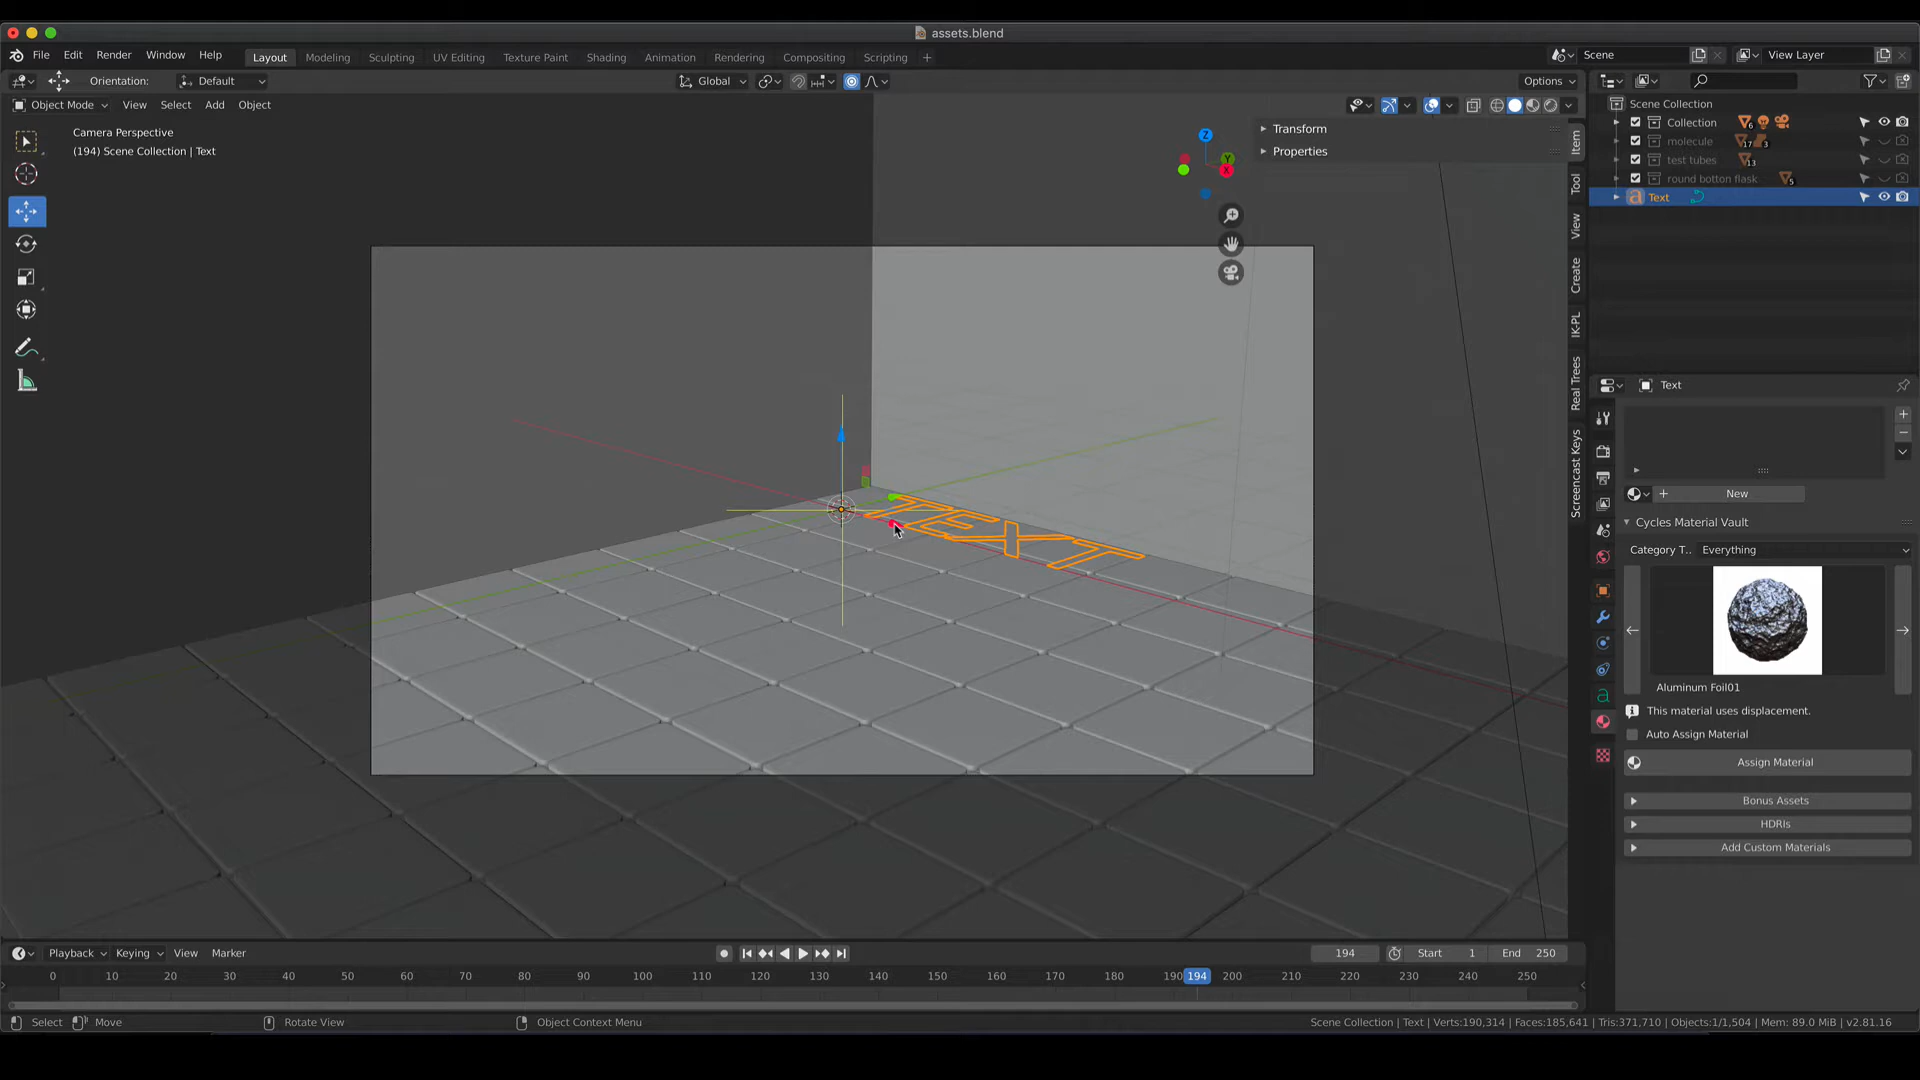 assets.blend
File Edit Render Window Help
Layout Modeling Sculpting UV Editing Texture Paint Shading Animation Rendering Compositing Scripting +
Scene View Layer
Orientation: Default Global Options
Object Mode View Select Add Object
Camera Perspective
(194) Scene Collection | Text
Z
Y
X
Transform
Properties
Item
Tool
View
Create
IK-PL
Real Trees
Screencast Keys
TEXT
Scene Collection
Collection 6
molecule 17 3
test tubes 13
round botton flask 5
Text
Text
New
Cycles Material Vault
Category T.. Everything
Aluminum Foil01
This material uses displacement.
Auto Assign Material
Assign Material
Bonus Assets
HDRIs
Add Custom Materials
Playback Keying View Marker 194 Start 1 End 250
0 10 20 30 40 50 60 70 80 90 100 110 120 130 140 150 160 170 180 190 194 200 210 220 230 240 250
Select Move Rotate View Object Context Menu Scene Collection | Text | Verts:190,314 | Faces:185,641 | Tris:371,710 | Objects:1/1,504 | Mem: 89.0 MiB | v2.81.16